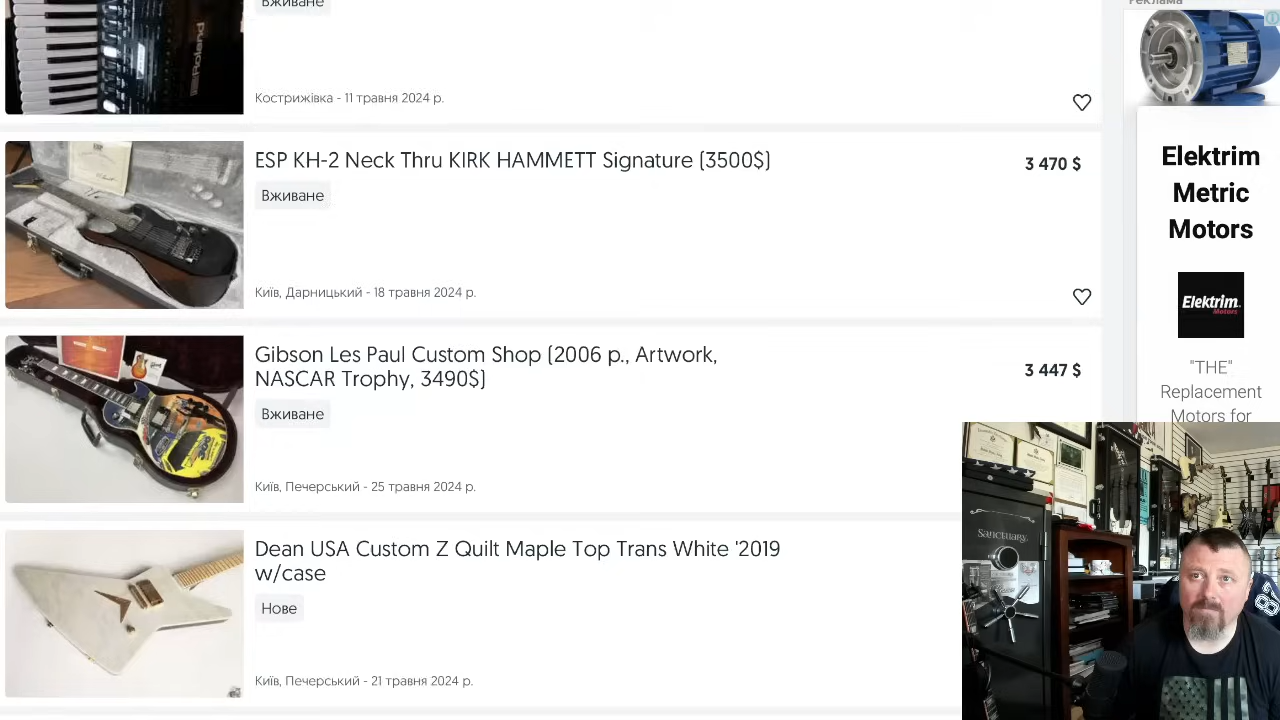 Реклама
Вживане
Roland
Кострижівка - 11 травня 2024 р.
ESP KH-2 Neck Thru KIRK HAMMETT Signature (3500$)
3 470 $
Вживане
Київ, Дарницький - 18 травня 2024 р.
Gibson Les Paul Custom Shop (2006 р., Artwork,
NASCAR Trophy, 3490$)
3 447 $
Вживане
Київ, Печерський - 25 травня 2024 р.
Dean USA Custom Z Quilt Maple Top Trans White '2019
w/case
Нове
Київ, Печерський - 21 травня 2024 р.
Elektrim
Metric
Motors
Elektrim
Motors
"THE"
Replacement
Motors for
Sanctuary